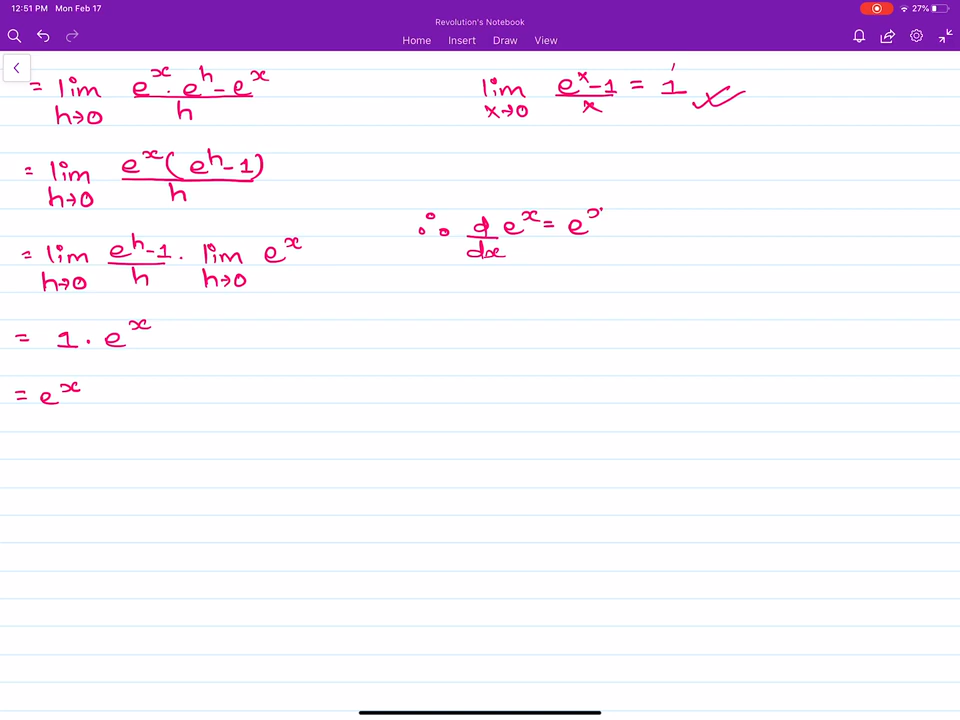 12:51 PM Mon Feb 17
27%
Revolution's Notebook
Home Insert Draw View
= lim h→0 (e^x · e^h - e^x)/h
lim x→0 (e^x - 1)/x = 1
= lim h→0 e^x(e^h - 1)/h
= lim h→0 (e^h - 1)/h · lim h→0 e^x
= 1 · e^x
= e^x
∴ d/dx e^x = e^x